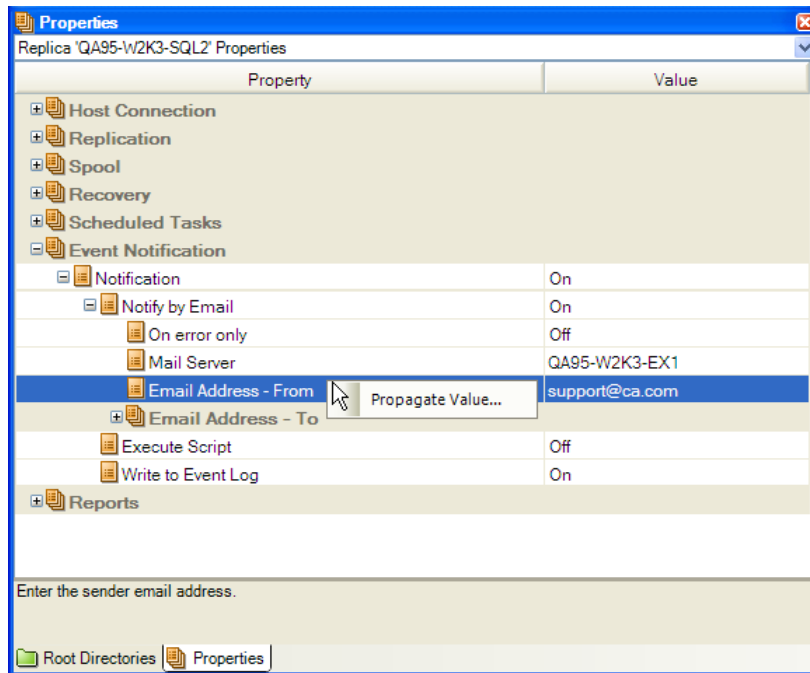 Properties
Replica 'QA95-W2K3-SQL2' Properties
Property Value
Host Connection
Replication
Spool
Recovery
Scheduled Tasks
Event Notification
Notification On
Notify by Email On
On error only Off
Mail Server QA95-W2K3-EX1
Email Address - From Propagate Value... support@ca.com
Email Address - To
Execute Script Off
Write to Event Log On
Reports
Enter the sender email address.
Root Directories Properties